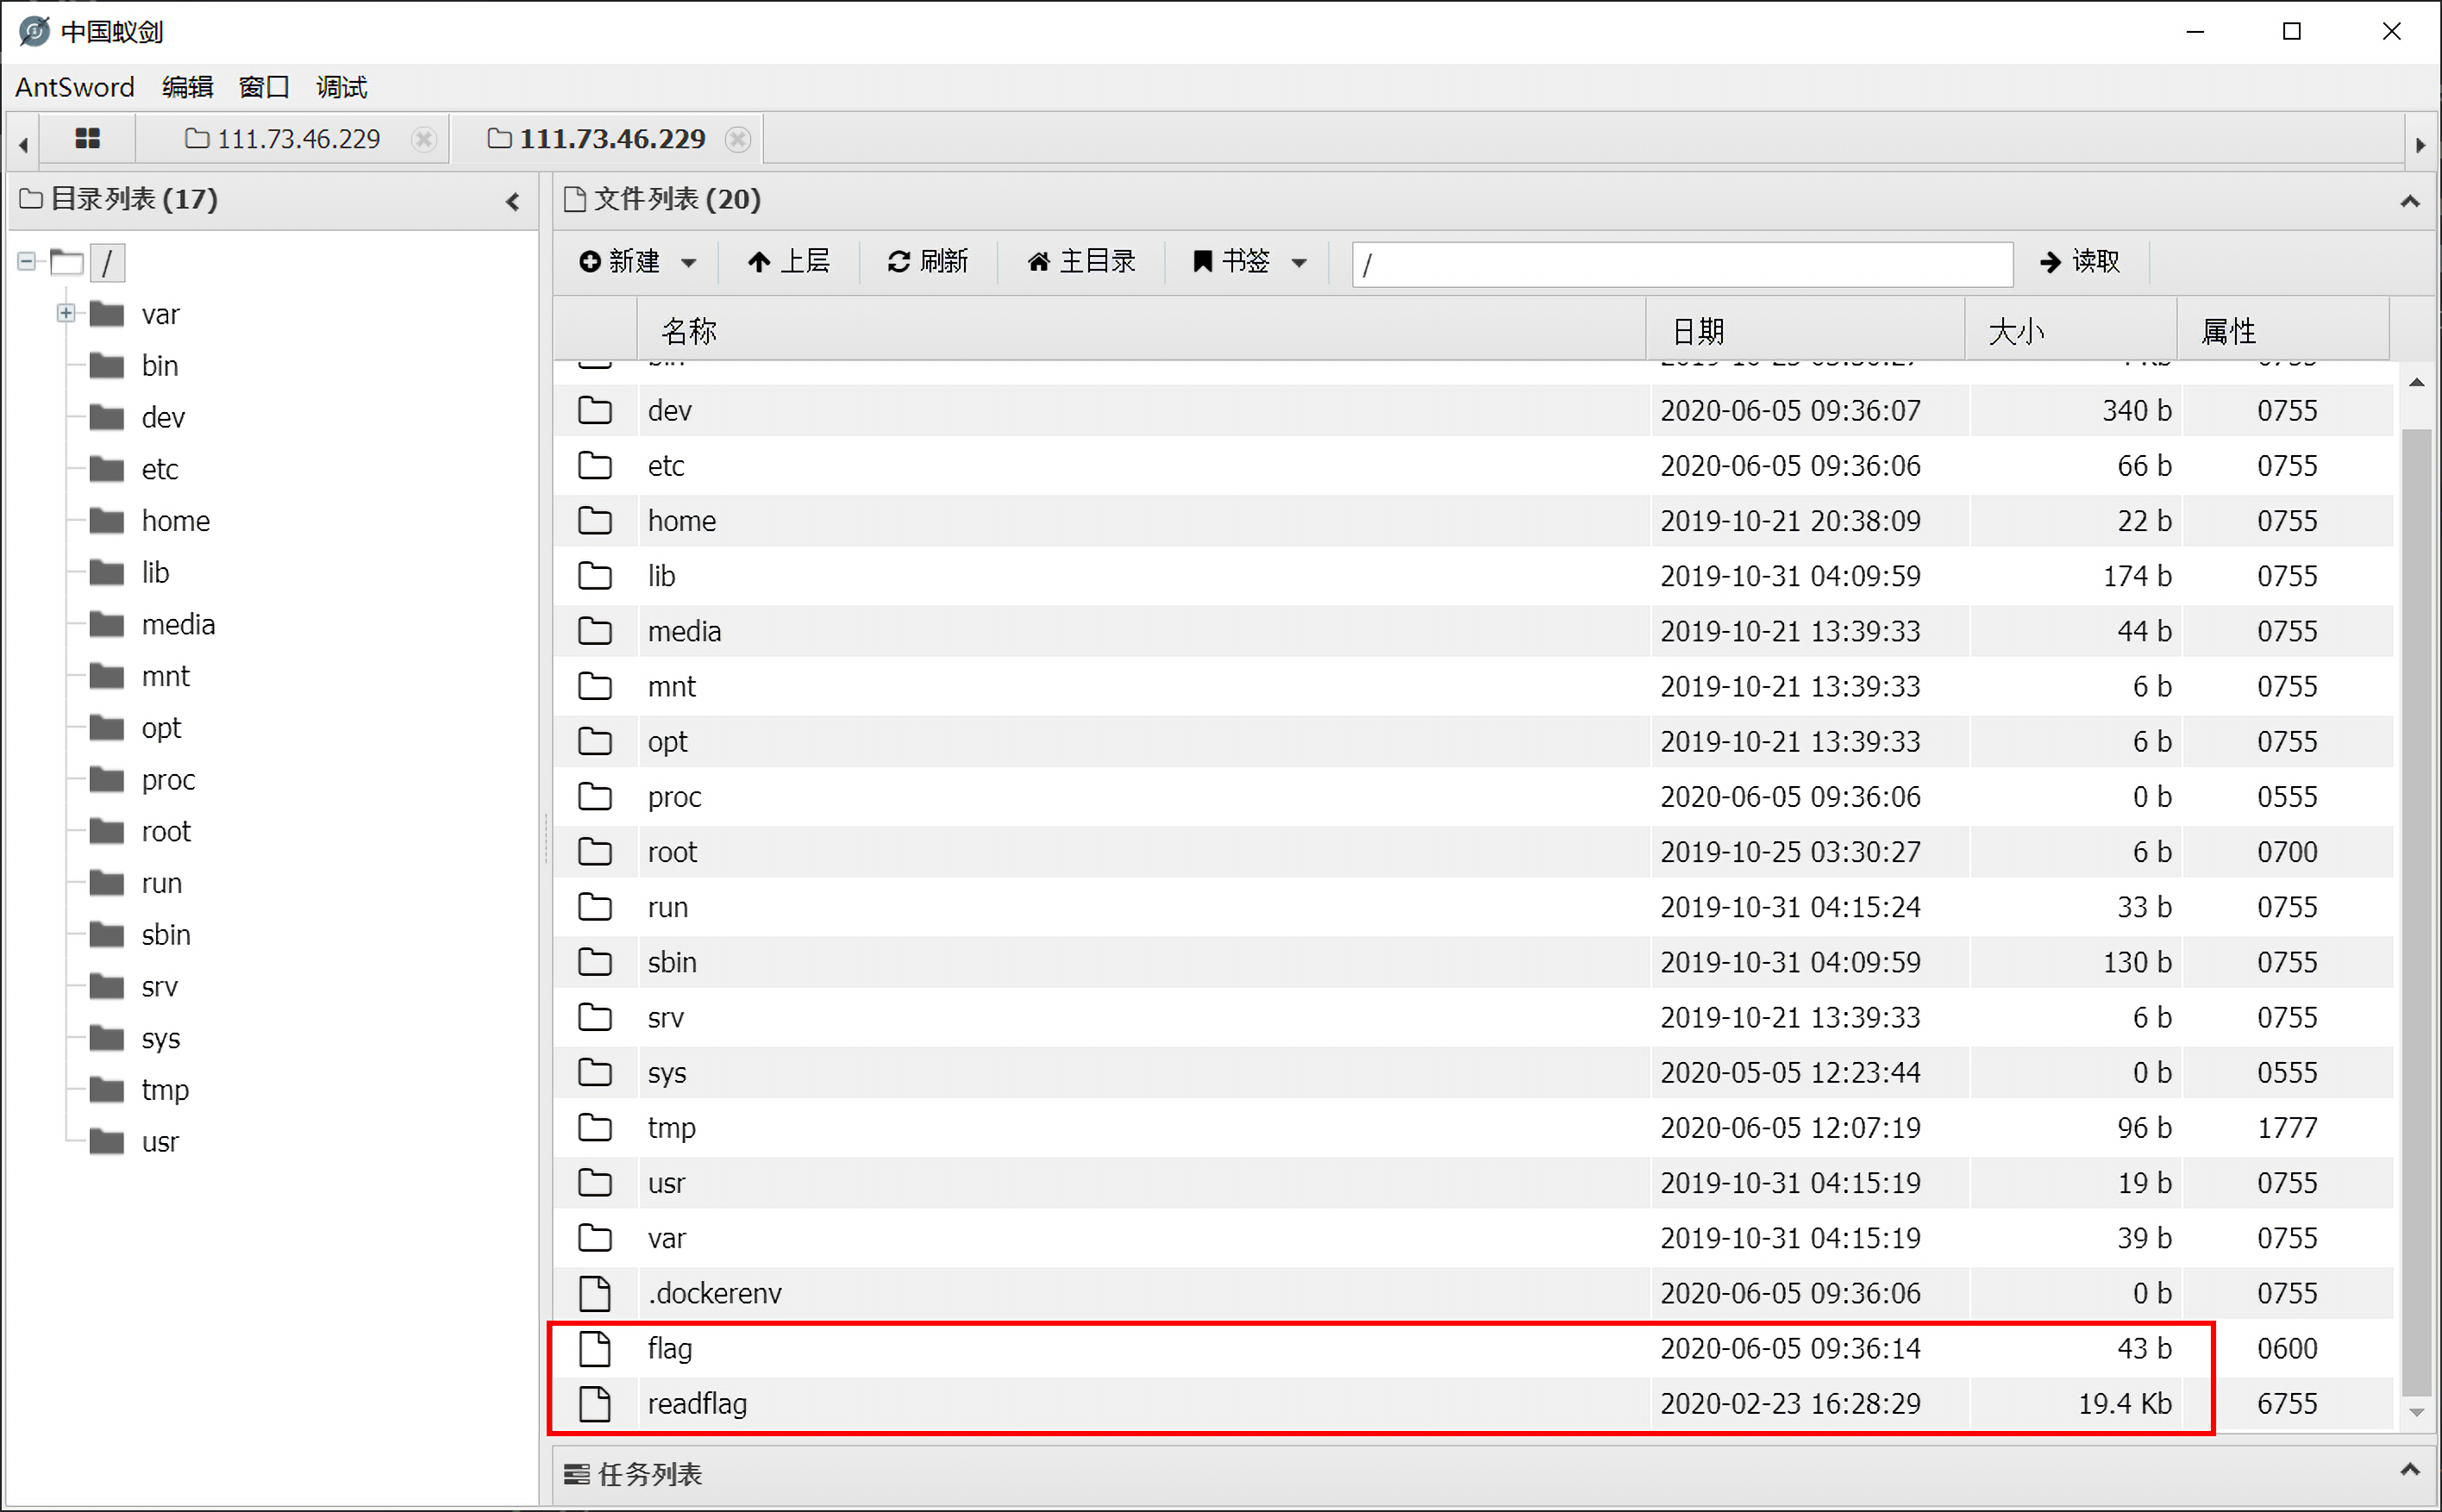 中国蚁剑
AntSword 编辑 窗口 调试
111.73.46.229 111.73.46.229
目录列表 (17)
/
var
bin
dev
etc
home
lib
media
mnt
opt
proc
root
run
sbin
srv
sys
tmp
usr
文件列表 (20)
新建 上层 刷新 主目录 书签 / 读取
名称 日期 大小 属性
dev 2020-06-05 09:36:07 340 b 0755
etc 2020-06-05 09:36:06 66 b 0755
home 2019-10-21 20:38:09 22 b 0755
lib 2019-10-31 04:09:59 174 b 0755
media 2019-10-21 13:39:33 44 b 0755
mnt 2019-10-21 13:39:33 6 b 0755
opt 2019-10-21 13:39:33 6 b 0755
proc 2020-06-05 09:36:06 0 b 0555
root 2019-10-25 03:30:27 6 b 0700
run 2019-10-31 04:15:24 33 b 0755
sbin 2019-10-31 04:09:59 130 b 0755
srv 2019-10-21 13:39:33 6 b 0755
sys 2020-05-05 12:23:44 0 b 0555
tmp 2020-06-05 12:07:19 96 b 1777
usr 2019-10-31 04:15:19 19 b 0755
var 2019-10-31 04:15:19 39 b 0755
.dockerenv 2020-06-05 09:36:06 0 b 0755
flag 2020-06-05 09:36:14 43 b 0600
readflag 2020-02-23 16:28:29 19.4 Kb 6755
任务列表